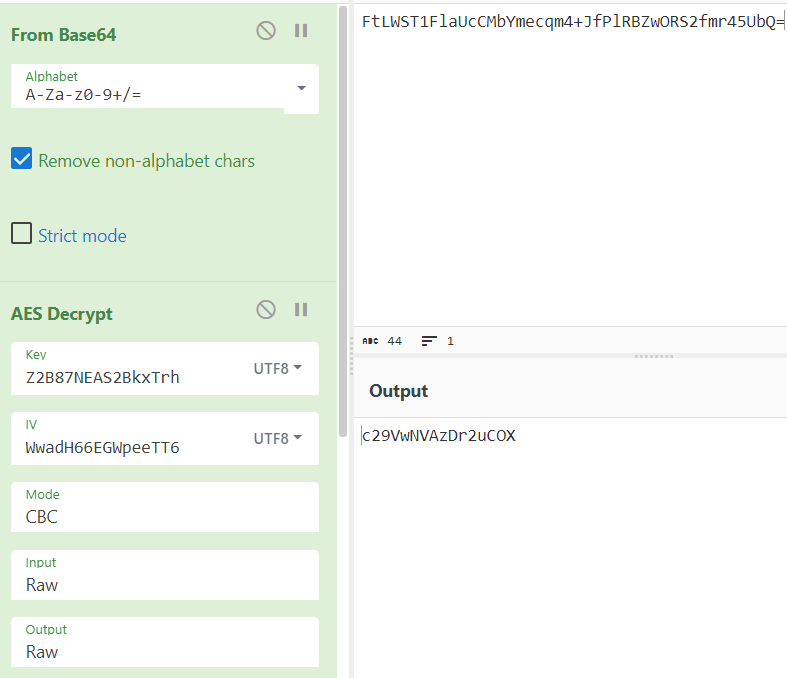 From Base64
Alphabet
A-Za-z0-9+/=
Remove non-alphabet chars
Strict mode
AES Decrypt
Key
Z2B87NEAS2BkxTrh
UTF8
IV
WwadH66EGWpeeTT6
UTF8
Mode
CBC
Input
Raw
Output
Raw
FtLWST1FlaUcCMbYmecqm4+JfPlRBZwORS2fmr45UbQ=
ABC 44 1
Output
c29VwNVAzDr2uCOX